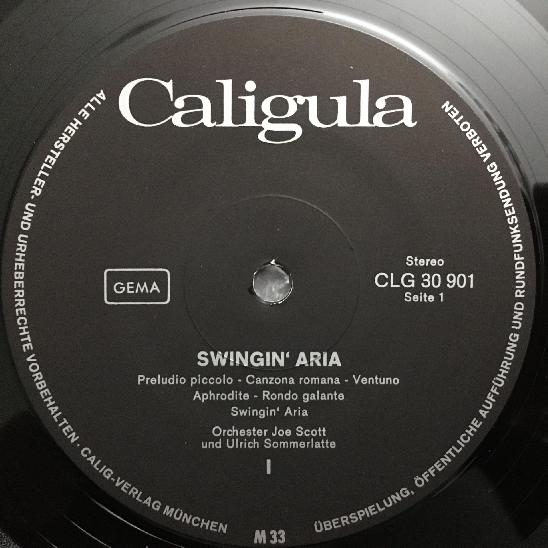 Caligula
ALLE HERSTELLER- UND URHEBERRECHTE VORBEHALTEN · CALIG-VERLAG MÜNCHEN
ÜBERSPIELUNG, ÖFFENTLICHE AUFFÜHRUNG UND RUNDFUNKSENDUNG VERBOTEN
GEMA
Stereo
CLG 30 901
Seite 1
SWINGIN' ARIA
Preludio piccolo - Canzona romana - Ventuno
Aphrodite - Rondo galante
Swingin' Aria
Orchester Joe Scott
und Ulrich Sommerlatte
I
M 33